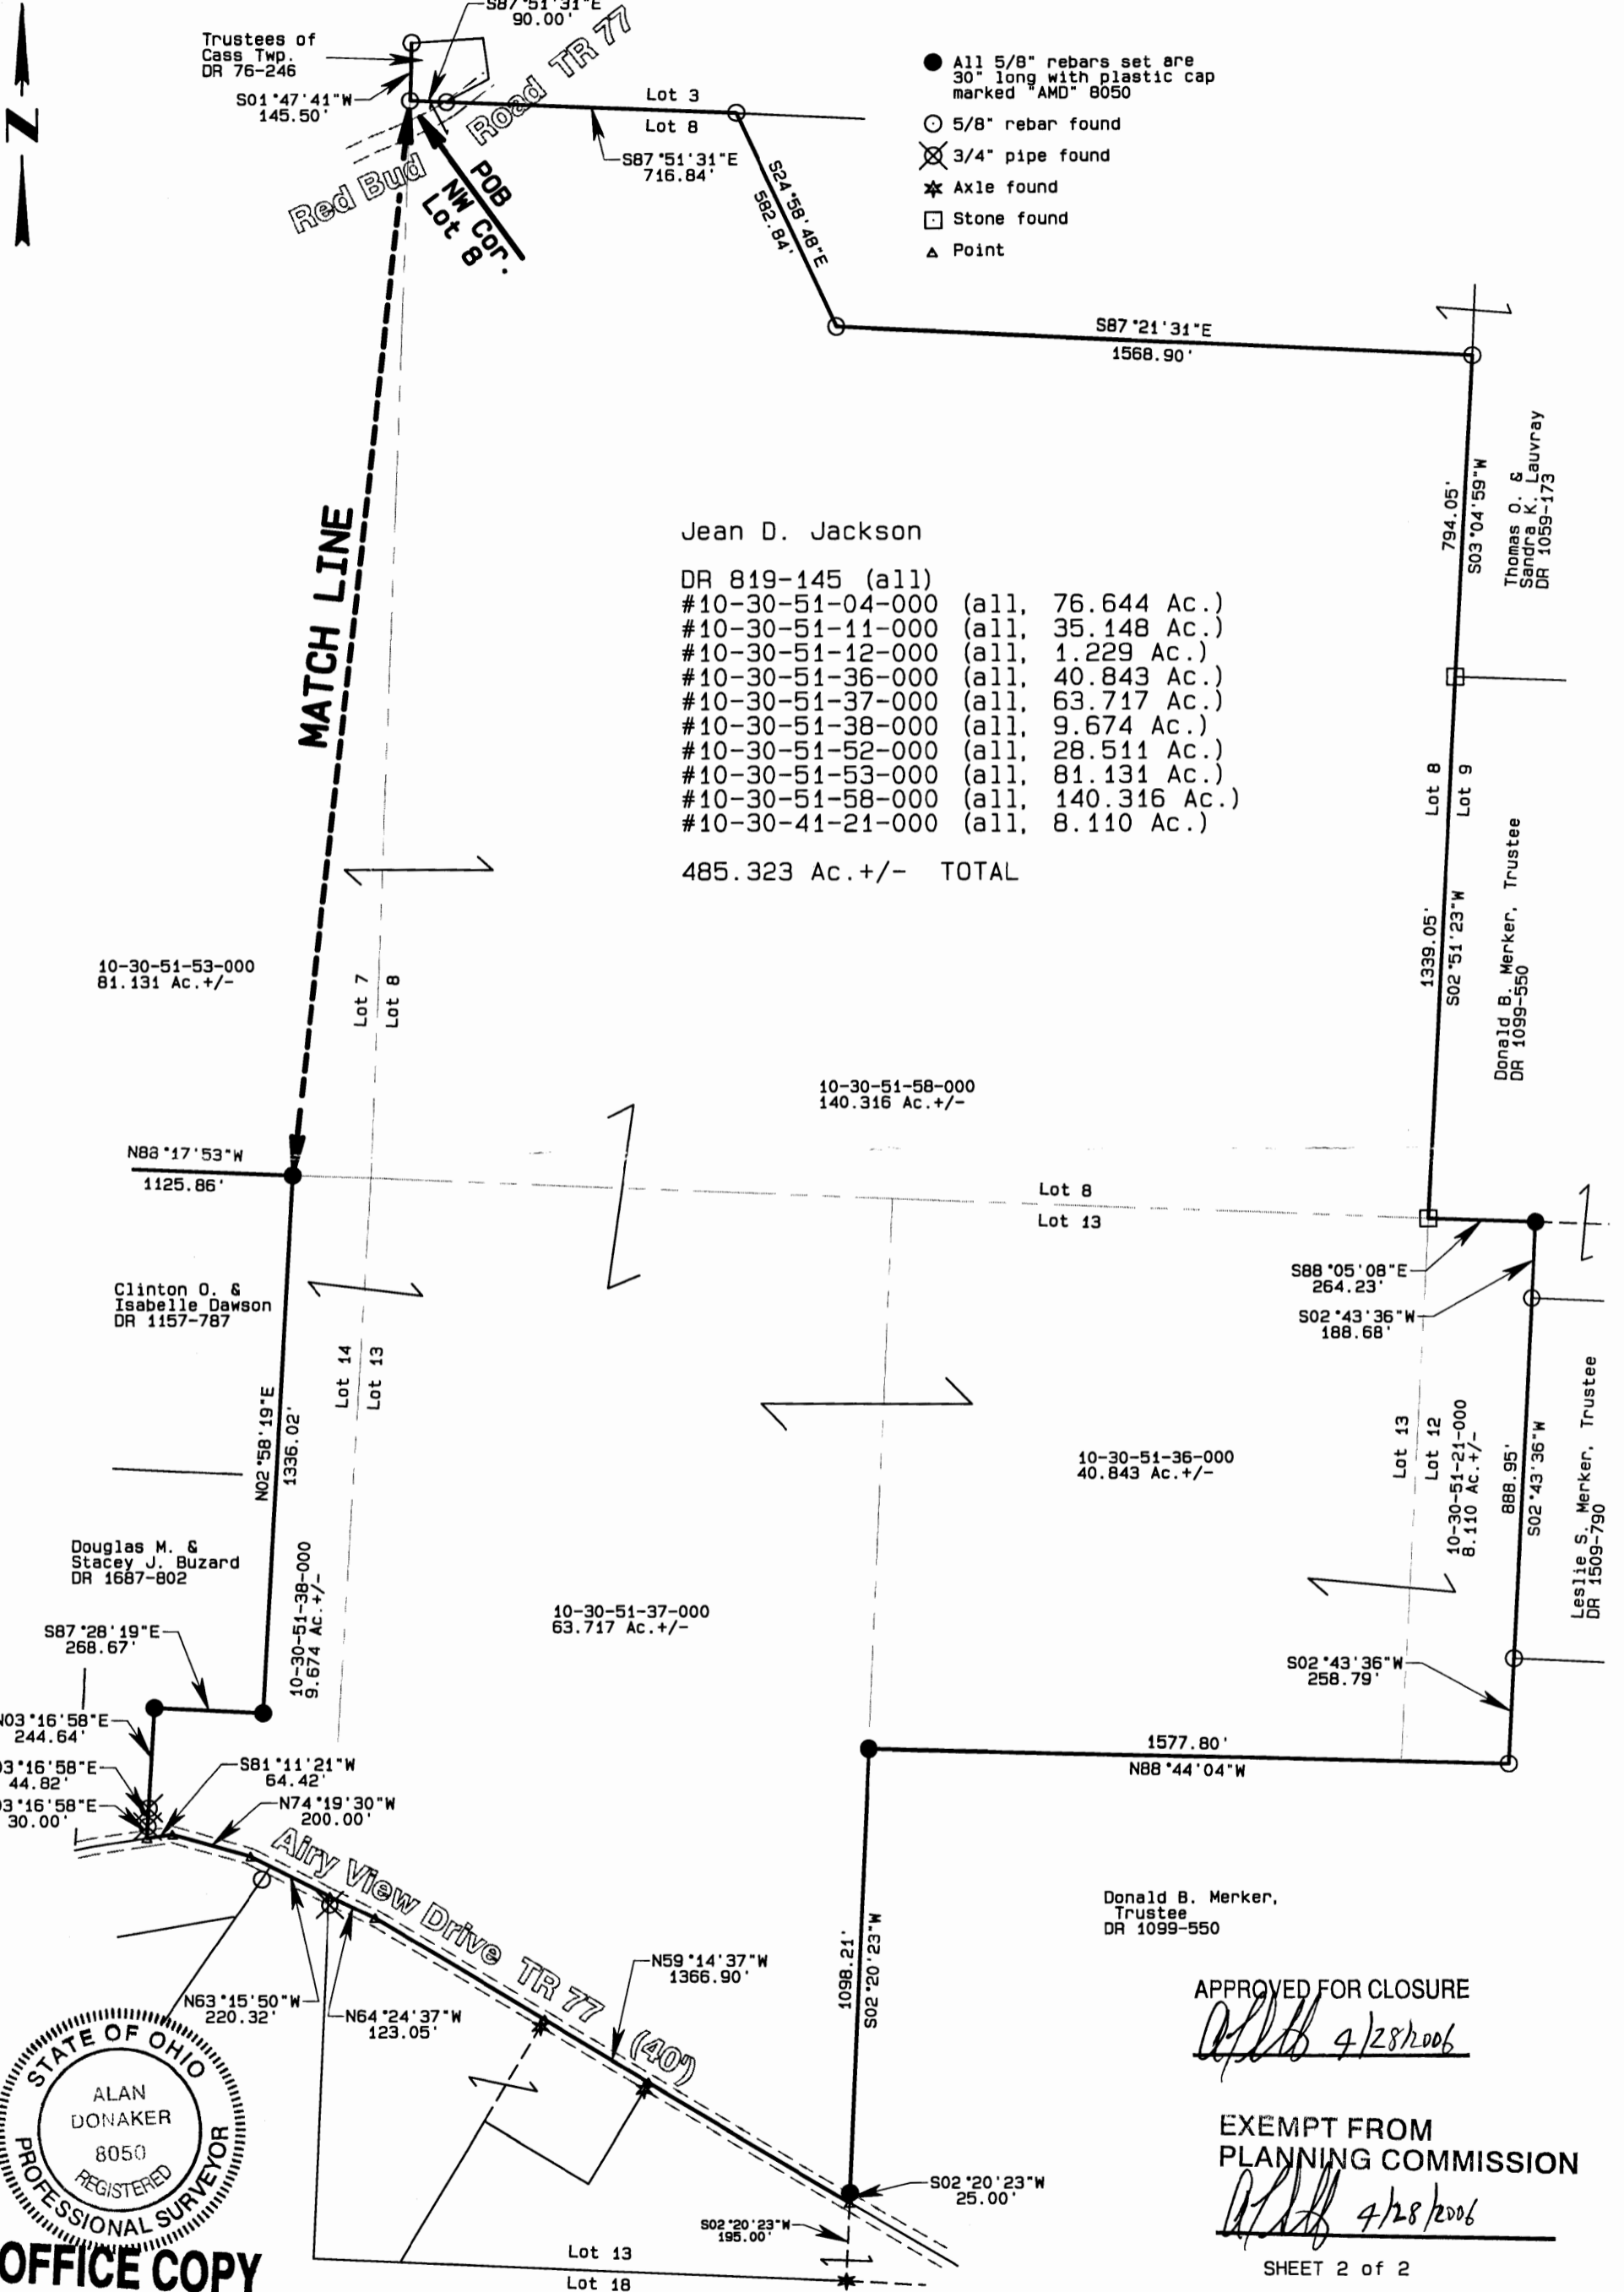 S87°51'31"E
90.00'
Trustees of
Cass Twp.
DR 76-246
S01°47'41"W
145.50'
Red Bud Road TR 77
Lot 3
Lot 8
S87°51'31"E
716.84'
POB
NW Cor.
Lot 8
S24°58'48"E
582.84'
All 5/8" rebars set are
30" long with plastic cap
marked "AMD" 8050
5/8" rebar found
3/4" pipe found
Axle found
Stone found
Point
N
S87°21'31"E
1568.90'
794.05'
S03°04'59"W
Thomas O. &
Sandra K. Lauvray
DR 1059-173
MATCH LINE
Jean D. Jackson
DR 819-145 (all)
#10-30-51-04-000 (all, 76.644 Ac.)
#10-30-51-11-000 (all, 35.148 Ac.)
#10-30-51-12-000 (all, 1.229 Ac.)
#10-30-51-36-000 (all, 40.843 Ac.)
#10-30-51-37-000 (all, 63.717 Ac.)
#10-30-51-38-000 (all, 9.674 Ac.)
#10-30-51-52-000 (all, 28.511 Ac.)
#10-30-51-53-000 (all, 81.131 Ac.)
#10-30-51-58-000 (all, 140.316 Ac.)
#10-30-41-21-000 (all, 8.110 Ac.)
485.323 Ac.+/- TOTAL
Lot 8
Lot 9
1339.05'
S02°51'23"W
Donald B. Merker, Trustee
DR 1099-550
10-30-51-53-000
81.131 Ac.+/-
Lot 7
Lot 8
10-30-51-58-000
140.316 Ac.+/-
N88°17'53"W
1125.86'
Lot 8
Lot 13
S88°05'08"E
264.23'
S02°43'36"W
188.68'
Clinton O. &
Isabelle Dawson
DR 1157-787
Lot 14
Lot 13
N02°58'19"E
1336.02'
10-30-51-36-000
40.843 Ac.+/-
Lot 13
Lot 12
10-30-51-21-000
8.110 Ac.+/-
888.95'
S02°43'36"W
Leslie S. Merker, Trustee
DR 1509-790
Douglas M. &
Stacey J. Buzard
DR 1687-802
10-30-51-38-000
9.674 Ac.+/-
10-30-51-37-000
63.717 Ac.+/-
S87°28'19"E
268.67'
S02°43'36"W
258.79'
N03°16'58"E
244.64'
03°16'58"E
44.82'
03°16'58"E
30.00'
S81°11'21"W
64.42'
N74°19'30"W
200.00'
1577.80'
N88°44'04"W
Airy View Drive TR 77 (40')
Donald B. Merker,
Trustee
DR 1099-550
1098.21'
S02°20'23"W
N59°14'37"W
1366.90'
N63°15'50"W
220.32'
N64°24'37"W
123.05'
APPROVED FOR CLOSURE
4/28/2006
STATE OF OHIO
ALAN
DONAKER
8050
REGISTERED
PROFESSIONAL SURVEYOR
EXEMPT FROM
PLANNING COMMISSION
4/28/2006
S02°20'23"W
25.00'
S02°20'23"W
195.00'
Lot 13
Lot 18
OFFICE COPY
SHEET 2 of 2